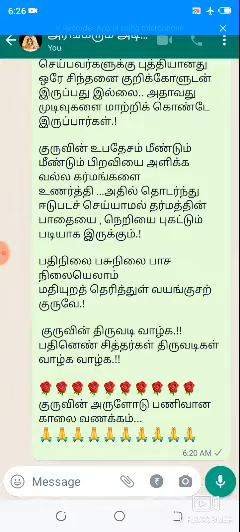 6:26
செய்பவர்களுக்கு புத்தியானது
ஒரே சிந்தனை குறிக்கோளுடன்
இருப்பது இல்லை.. அதாவது
முடிவுகளை மாற்றிக் கொண்டே
இருப்பார்கள்.!
குருவின் உபதேசம் மீண்டும்
மீண்டும் பிறவியை அளிக்க
வல்ல கர்மங்களை
உணர்த்தி ...அதில் தொடர்ந்து
ஈடுபடச் செய்யாமல் தர்மத்தின்
பாதையை , நெறியை புகட்டும்
படியாக இருக்கும்.!
பதிநிலை பசுநிலை பாச
நிலையெலாம்
மதியுறத் தெரித்துள் வயங்குசற்
குருவே.!
குருவின் திருவடி வாழ்க.!!
பதினெண் சித்தர்கள் திருவடிகள்
வாழ்க வாழ்க.!!
🌹🌹🌹🌹🌹🌹🌹🌹🌹
குருவின் அருளோடு பணிவான
காலை வணக்கம்...
🙏🙏🙏🙏🙏🙏🙏🙏🙏
6:20 AM
You
Message